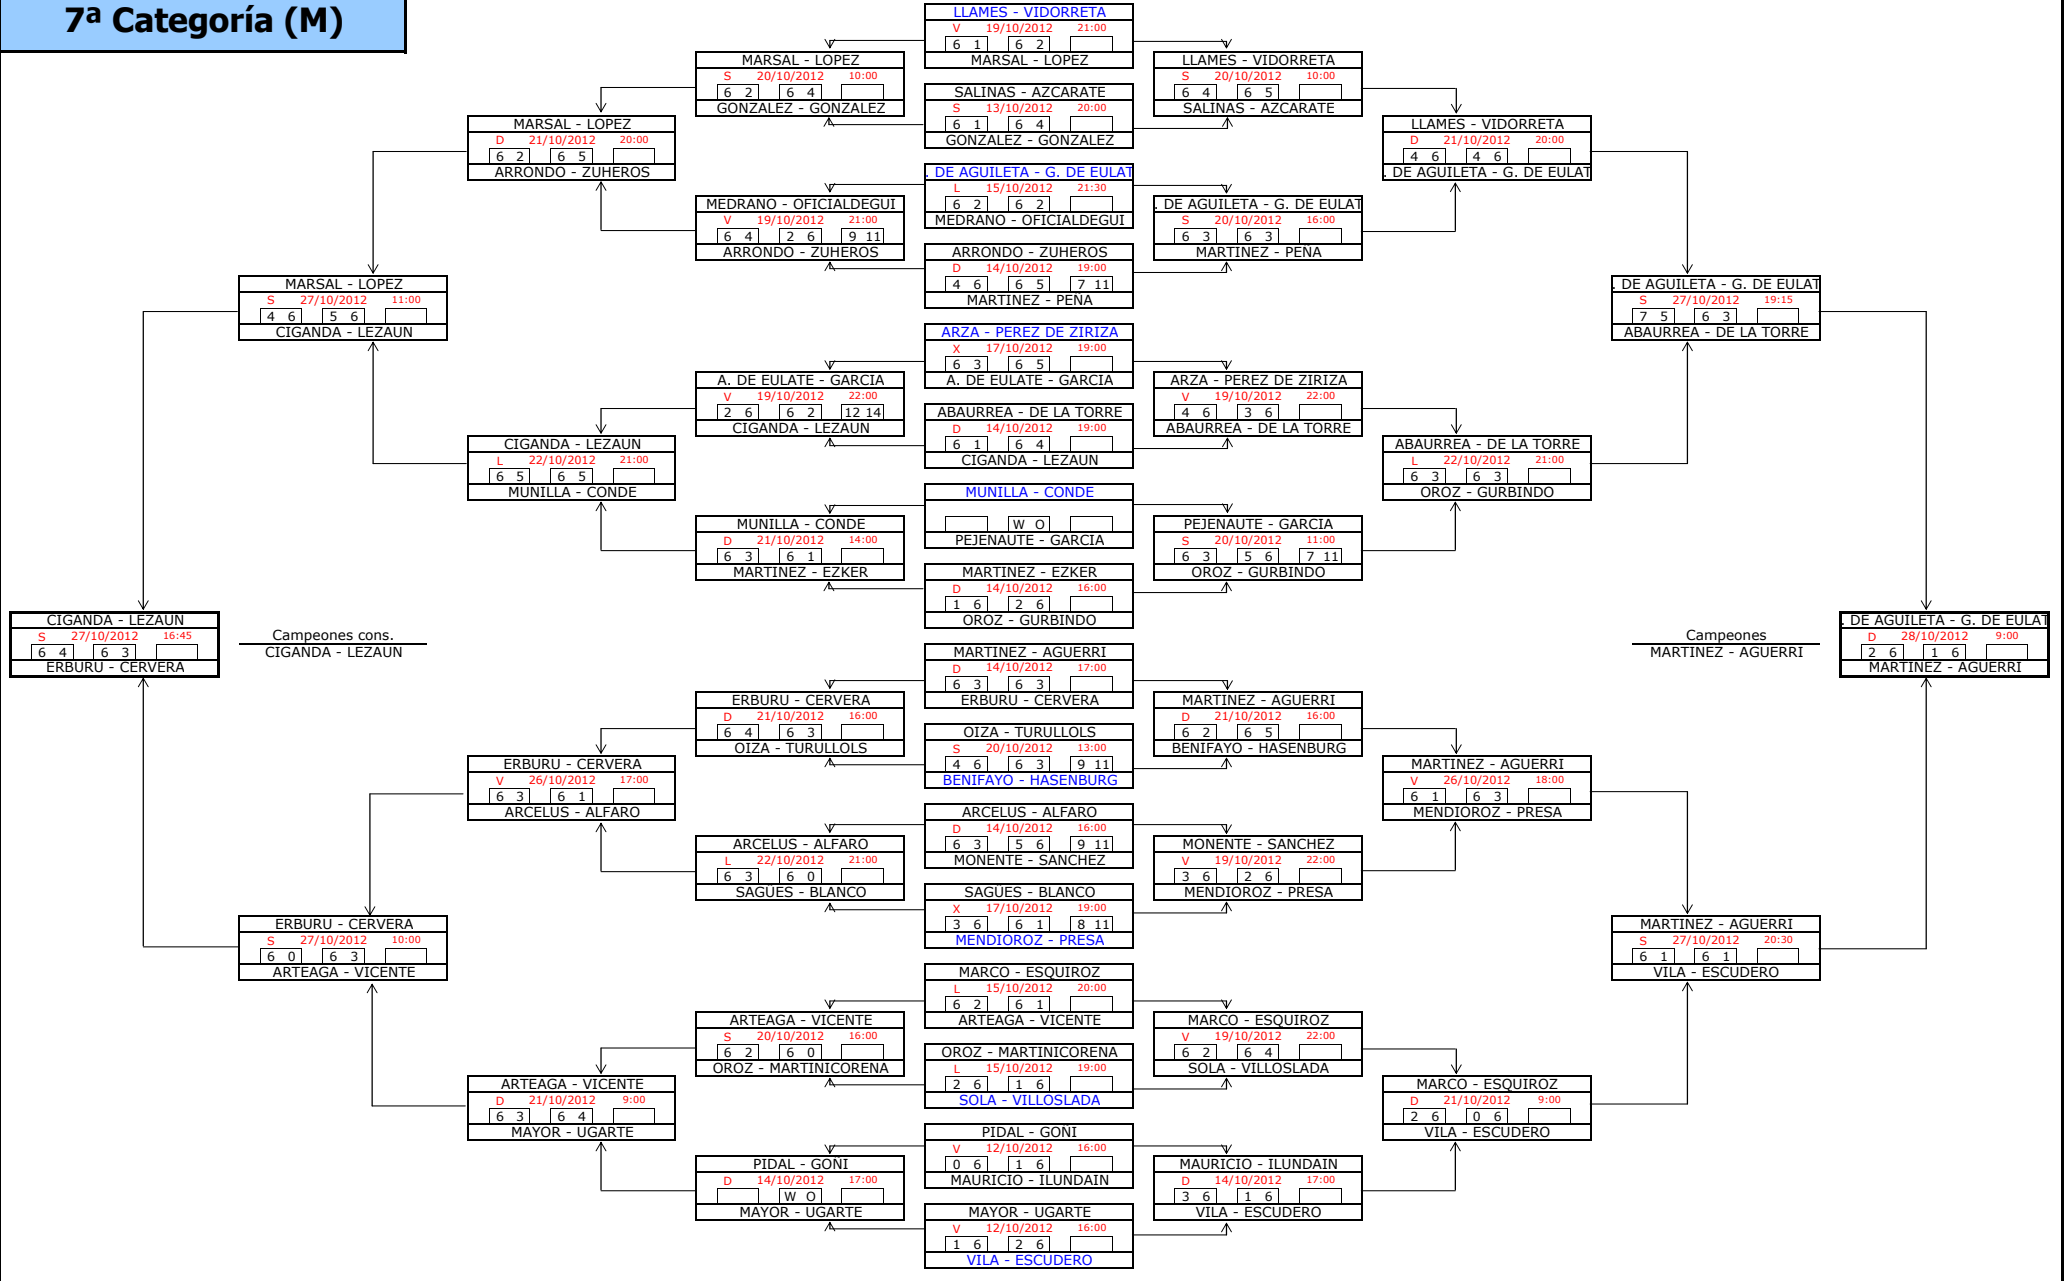 7ª Categoría (M)
CIGANDA - LEZAUN
S 27/10/2012 16:45
6 4 6 3
ERBURU - CERVERA
Campeones cons.
CIGANDA - LEZAUN
MARSAL - LOPEZ
S 27/10/2012 11:00
4 6 5 6
CIGANDA - LEZAUN
ERBURU - CERVERA
S 27/10/2012 10:00
6 0 6 3
ARTEAGA - VICENTE
MARSAL - LOPEZ
D 21/10/2012 20:00
6 2 6 5
ARRONDO - ZUHEROS
CIGANDA - LEZAUN
L 22/10/2012 21:00
6 5 6 5
MUNILLA - CONDE
ERBURU - CERVERA
V 26/10/2012 17:00
6 3 6 1
ARCELUS - ALFARO
ARTEAGA - VICENTE
D 21/10/2012 9:00
6 3 6 4
MAYOR - UGARTE
MARSAL - LOPEZ
S 20/10/2012 10:00
6 2 6 4
GONZALEZ - GONZALEZ
MEDRANO - OFICIALDEGUI
V 19/10/2012 21:00
6 4 2 6 9 11
ARRONDO - ZUHEROS
A. DE EULATE - GARCIA
V 19/10/2012 22:00
2 6 6 2 12 14
CIGANDA - LEZAUN
MUNILLA - CONDE
D 21/10/2012 14:00
6 3 6 1
MARTINEZ - EZKER
ERBURU - CERVERA
D 21/10/2012 16:00
6 4 6 3
OIZA - TURULLOLS
ARCELUS - ALFARO
L 22/10/2012 21:00
6 3 6 0
SAGÜES - BLANCO
ARTEAGA - VICENTE
S 20/10/2012 16:00
6 2 6 0
OROZ - MARTINICORENA
PIDAL - GOÑI
D 14/10/2012 17:00
W O
MAYOR - UGARTE
LLAMES - VIDORRETA
V 19/10/2012 21:00
6 1 6 2
MARSAL - LOPEZ
SALINAS - AZCARATE
S 13/10/2012 20:00
6 1 6 4
GONZALEZ - GONZALEZ
. DE AGUILETA - G. DE EULAT
L 15/10/2012 21:30
6 2 6 2
MEDRANO - OFICIALDEGUI
ARRONDO - ZUHEROS
D 14/10/2012 19:00
4 6 6 5 7 11
MARTINEZ - PEÑA
ARZA - PEREZ DE ZIRIZA
X 17/10/2012 19:00
6 3 6 5
A. DE EULATE - GARCIA
ABAURREA - DE LA TORRE
D 14/10/2012 19:00
6 1 6 4
CIGANDA - LEZAUN
MUNILLA - CONDE
W O
PEJENAUTE - GARCIA
MARTINEZ - EZKER
D 14/10/2012 16:00
1 6 2 6
OROZ - GURBINDO
MARTINEZ - AGUERRI
D 14/10/2012 17:00
6 3 6 3
ERBURU - CERVERA
OIZA - TURULLOLS
S 20/10/2012 13:00
4 6 6 3 9 11
BENIFAYO - HASENBURG
ARCELUS - ALFARO
D 14/10/2012 16:00
6 3 5 6 9 11
MONENTE - SANCHEZ
SAGÜES - BLANCO
X 17/10/2012 19:00
3 6 6 1 8 11
MENDIOROZ - PRESA
MARCO - ESQUIROZ
L 15/10/2012 20:00
6 2 6 1
ARTEAGA - VICENTE
OROZ - MARTINICORENA
L 15/10/2012 19:00
2 6 1 6
SOLA - VILLOSLADA
PIDAL - GOÑI
V 12/10/2012 16:00
0 6 1 6
MAURICIO - ILUNDAIN
MAYOR - UGARTE
V 12/10/2012 16:00
1 6 2 6
VILA - ESCUDERO
LLAMES - VIDORRETA
S 20/10/2012 10:00
6 4 6 5
SALINAS - AZCARATE
. DE AGUILETA - G. DE EULAT
S 20/10/2012 16:00
6 3 6 3
MARTINEZ - PEÑA
ARZA - PEREZ DE ZIRIZA
V 19/10/2012 22:00
4 6 3 6
ABAURREA - DE LA TORRE
PEJENAUTE - GARCIA
S 20/10/2012 11:00
6 3 5 6 7 11
OROZ - GURBINDO
MARTINEZ - AGUERRI
D 21/10/2012 16:00
6 2 6 5
BENIFAYO - HASENBURG
MONENTE - SANCHEZ
V 19/10/2012 22:00
3 6 2 6
MENDIOROZ - PRESA
MARCO - ESQUIROZ
V 19/10/2012 22:00
6 2 6 4
SOLA - VILLOSLADA
MAURICIO - ILUNDAIN
D 14/10/2012 17:00
3 6 1 6
VILA - ESCUDERO
LLAMES - VIDORRETA
D 21/10/2012 20:00
4 6 4 6
. DE AGUILETA - G. DE EULAT
ABAURREA - DE LA TORRE
L 22/10/2012 21:00
6 3 6 3
OROZ - GURBINDO
MARTINEZ - AGUERRI
V 26/10/2012 18:00
6 1 6 3
MENDIOROZ - PRESA
MARCO - ESQUIROZ
D 21/10/2012 9:00
2 6 0 6
VILA - ESCUDERO
. DE AGUILETA - G. DE EULAT
S 27/10/2012 19:15
7 5 6 3
ABAURREA - DE LA TORRE
MARTINEZ - AGUERRI
S 27/10/2012 20:30
6 1 6 1
VILA - ESCUDERO
Campeones
MARTINEZ - AGUERRI
. DE AGUILETA - G. DE EULAT
D 28/10/2012 9:00
2 6 1 6
MARTINEZ - AGUERRI